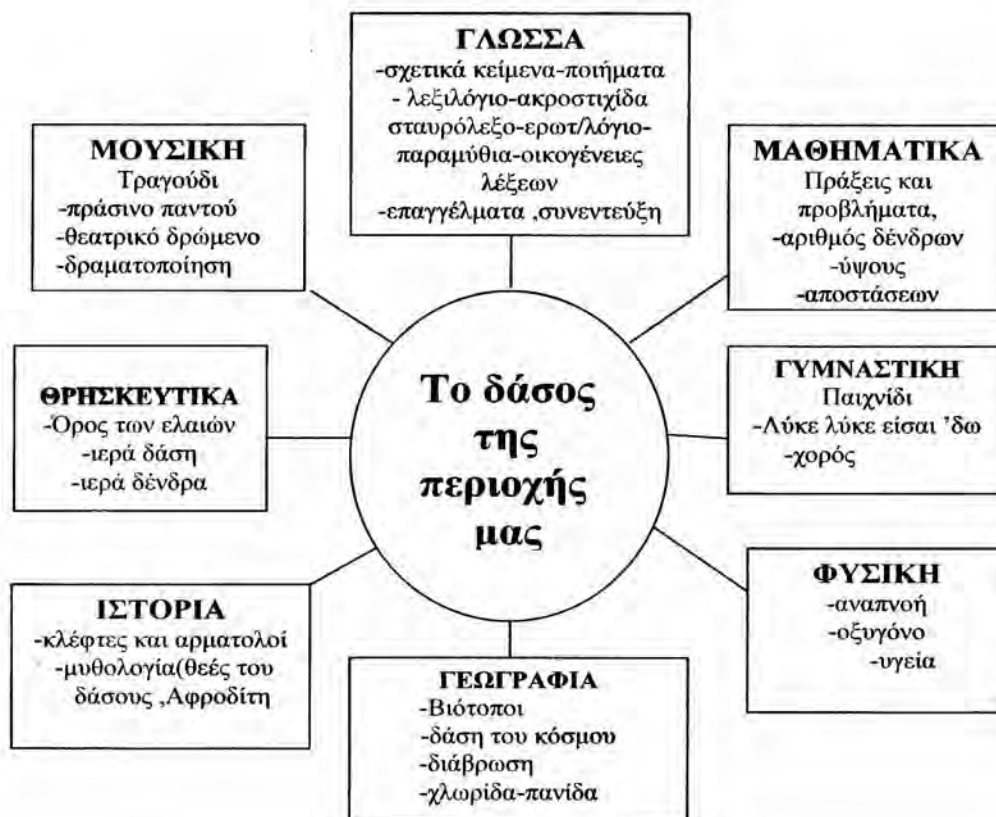 ΓΛΩΣΣΑ
-σχετικά κείμενα-ποιήματα
- λεξιλόγιο-ακροστιχίδα
σταυρόλεξο-ερωτ/λόγιο-
παραμύθια-οικογένειες
λέξεων
-επαγγέλματα ,συνεντεύξη
ΜΟΥΣΙΚΗ
Τραγούδι
-πράσινο παντού
-θεατρικό δρώμενο
-δραματοποίηση
ΜΑΘΗΜΑΤΙΚΑ
Πράξεις και
προβλήματα,
-αριθμός δένδρων
-ύψους
-αποστάσεων
ΘΡΗΣΚΕΥΤΙΚΑ
-Όρος των ελαιών
-ιερά δάση
-ιερά δένδρα
Το δάσος
της
περιοχής
μας
ΓΥΜΝΑΣΤΙΚΗ
Παιχνίδι
-Λύκε λύκε είσαι ’δω
-χορός
ΙΣΤΟΡΙΑ
-κλέφτες και αρματολοί
-μυθολογία(θεές του
δάσους ,Αφροδίτη
ΦΥΣΙΚΗ
-αναπνοή
-οξυγόνο
-υγεία
ΓΕΩΓΡΑΦΙΑ
-Βιότοποι
-δάση του κόσμου
-διάβρωση
-χλωρίδα-πανίδα